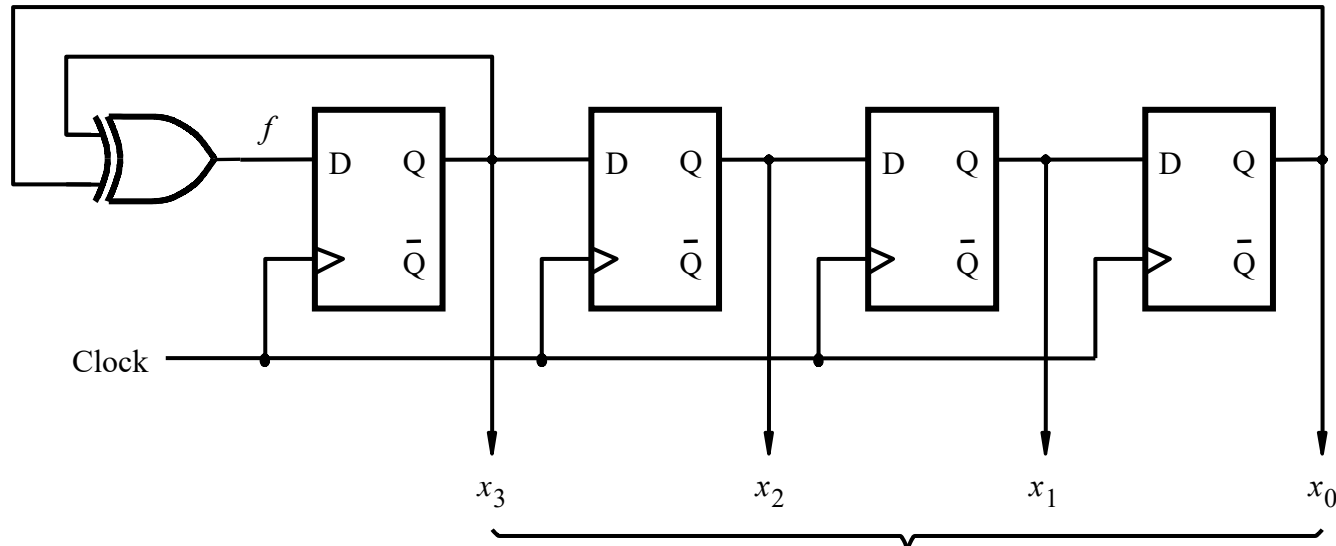 f
D Q D Q D Q D Q
Q̅ Q̅ Q̅ Q̅
Clock
x3 x2 x1 x0